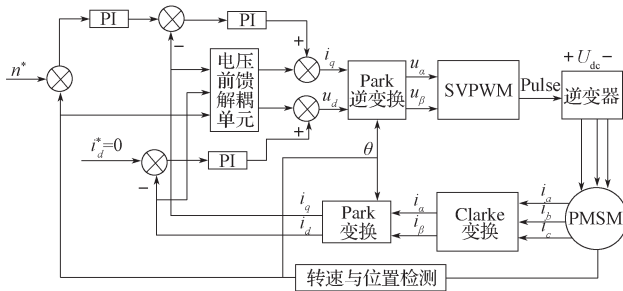 PI
PI
−
+
n*
电压
前馈
解耦
单元
i_q
u_d
+
Park
逆变换
u_α
u_β
SVPWM
Pulse
+ U_dc −
逆变器
i*_d=0
PI
−
θ
i_q
i_d
Park
变换
i_α
i_β
Clarke
变换
i_a
i_b
i_c
PMSM
转速与位置检测